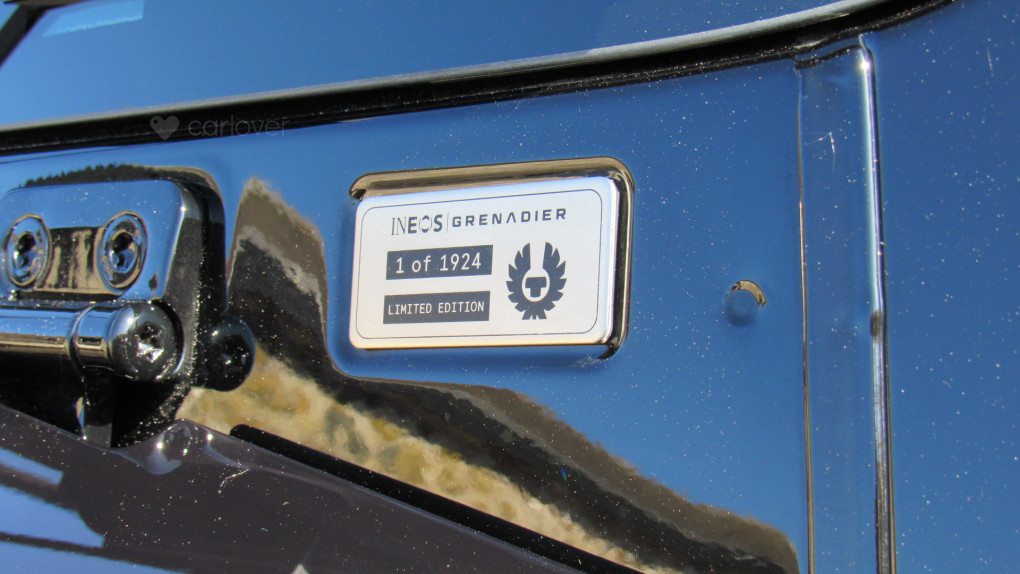 carlover
INEOS | GRENADIER
1 of 1924
LIMITED EDITION